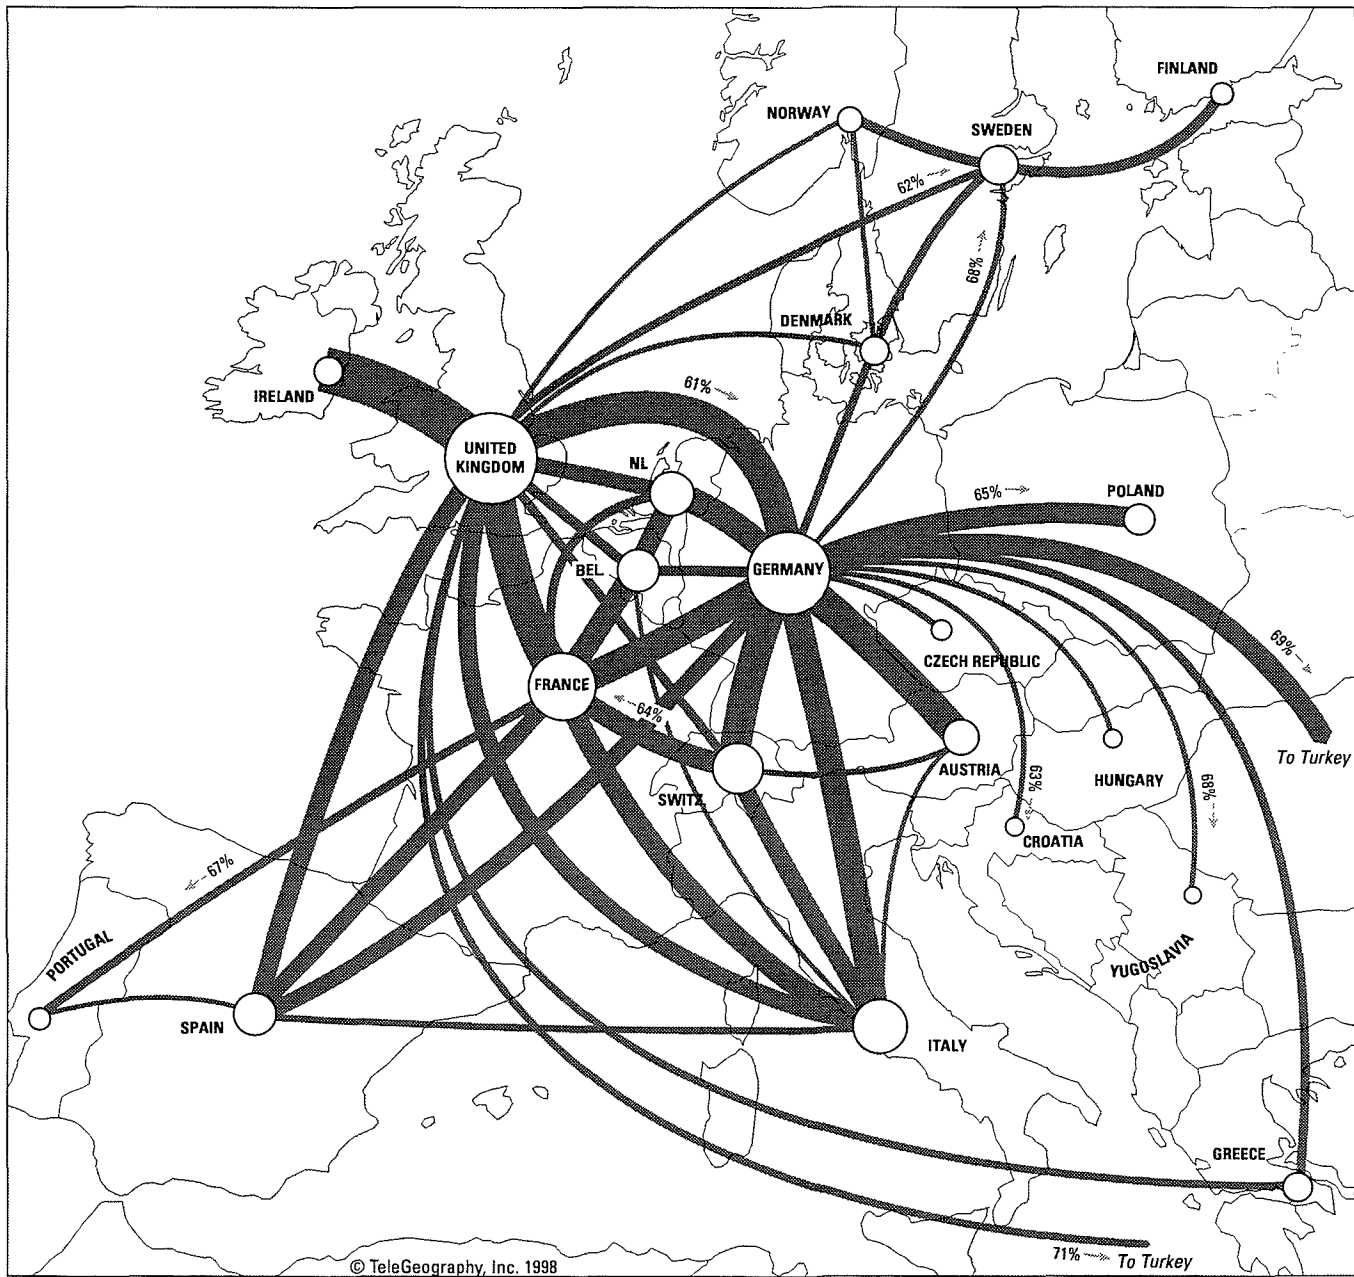 FINLAND
NORWAY
SWEDEN
62%
68%
DENMARK
IRELAND
61%
UNITED
KINGDOM
NL
65%
POLAND
BEL.
GERMANY
69%
CZECH REPUBLIC
FRANCE
64%
To Turkey
AUSTRIA
HUNGARY
63%
68%
SWITZ.
CROATIA
67%
PORTUGAL
YUGOSLAVIA
SPAIN
ITALY
GREECE
71%
To Turkey
© TeleGeography, Inc. 1998